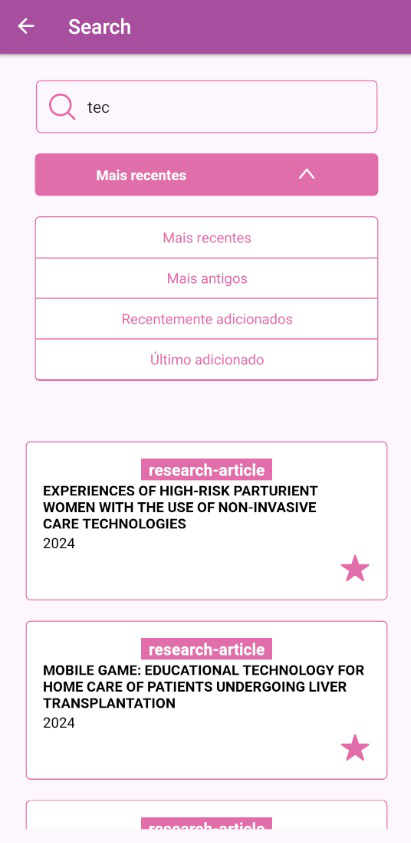 Search
tec
Mais recentes
Mais recentes
Mais antigos
Recentemente adicionados
Último adicionado
research-article
EXPERIENCES OF HIGH-RISK PARTURIENT
WOMEN WITH THE USE OF NON-INVASIVE
CARE TECHNOLOGIES
2024
research-article
MOBILE GAME: EDUCATIONAL TECHNOLOGY FOR
HOME CARE OF PATIENTS UNDERGOING LIVER
TRANSPLANTATION
2024
research-article